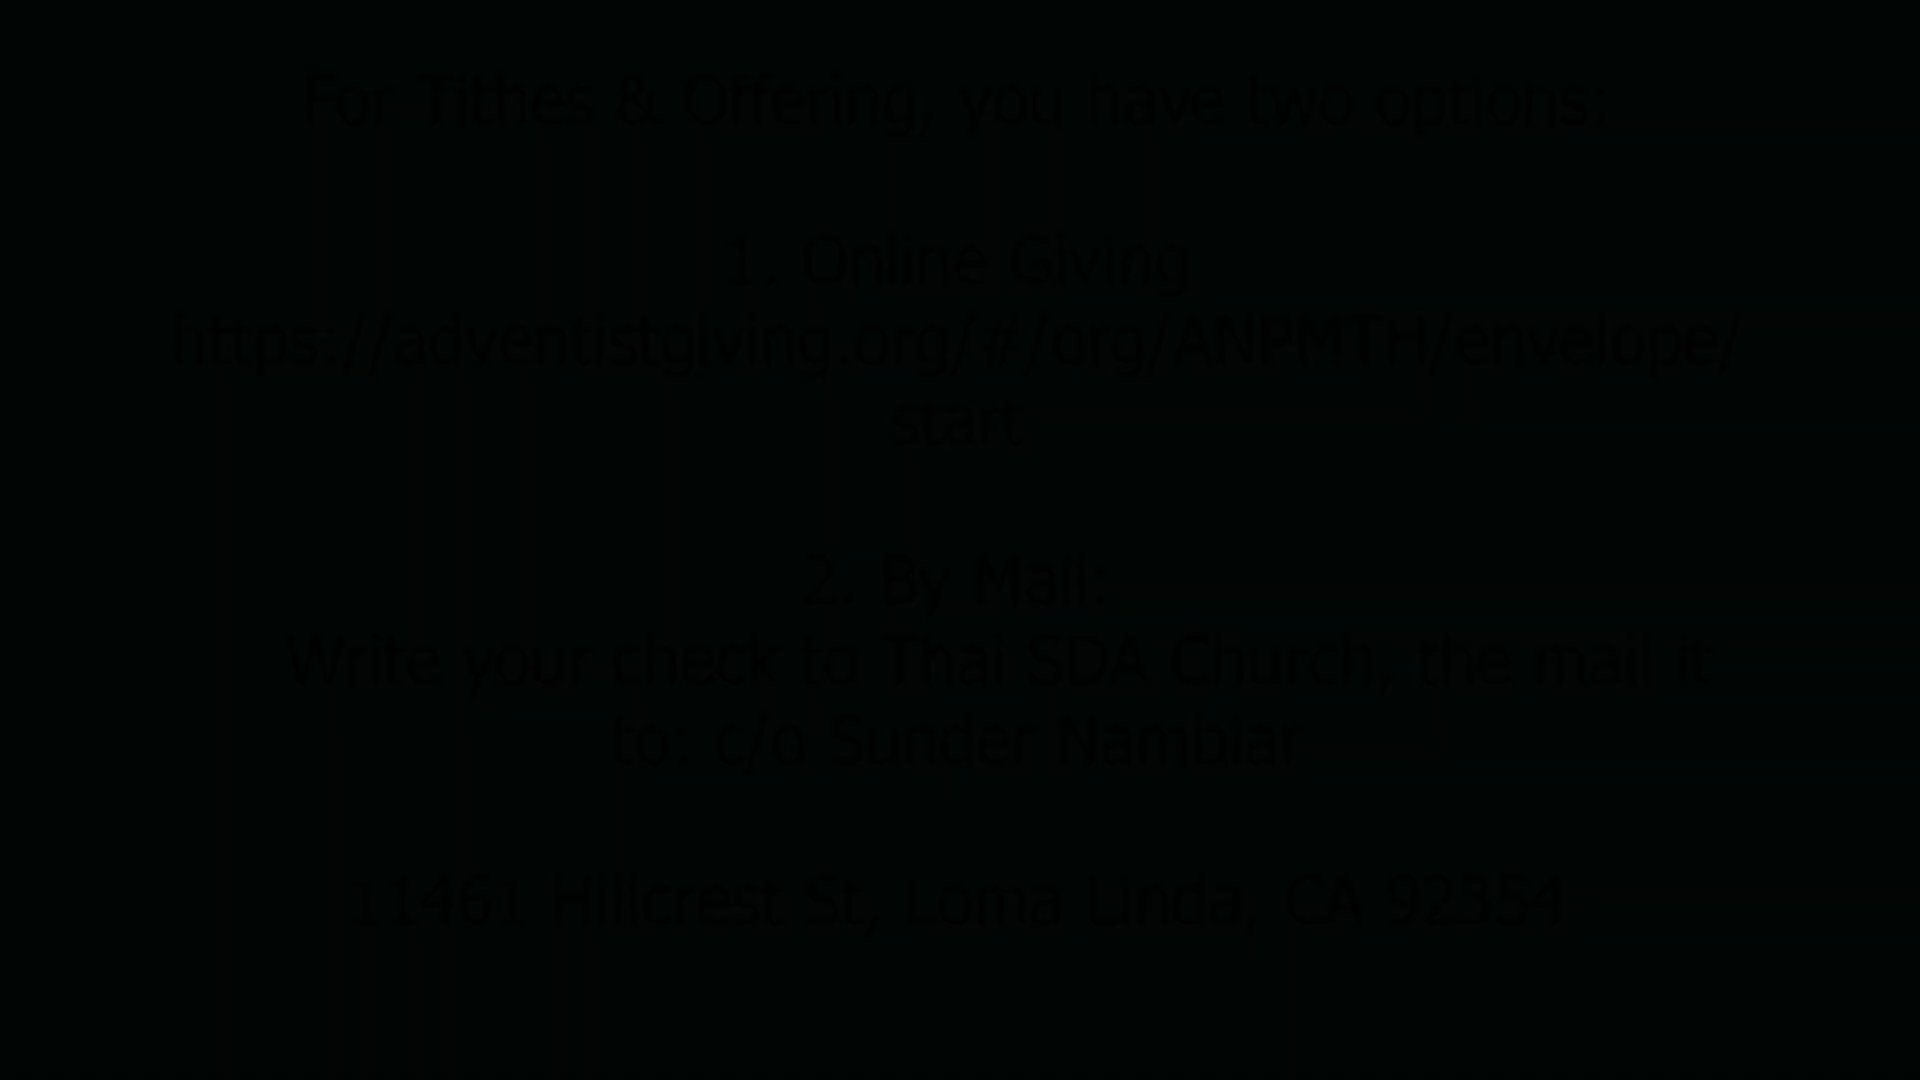 For Tithes & Offering, you have two options:
1. Online Giving
https://adventistgiving.org/#/org/ANPMTH/envelope/
start
2. By Mail:
Write your check to Thai SDA Church, the mail it
to: c/o Sunder Nambiar
11461 Hillcrest St, Loma Linda, CA 92354